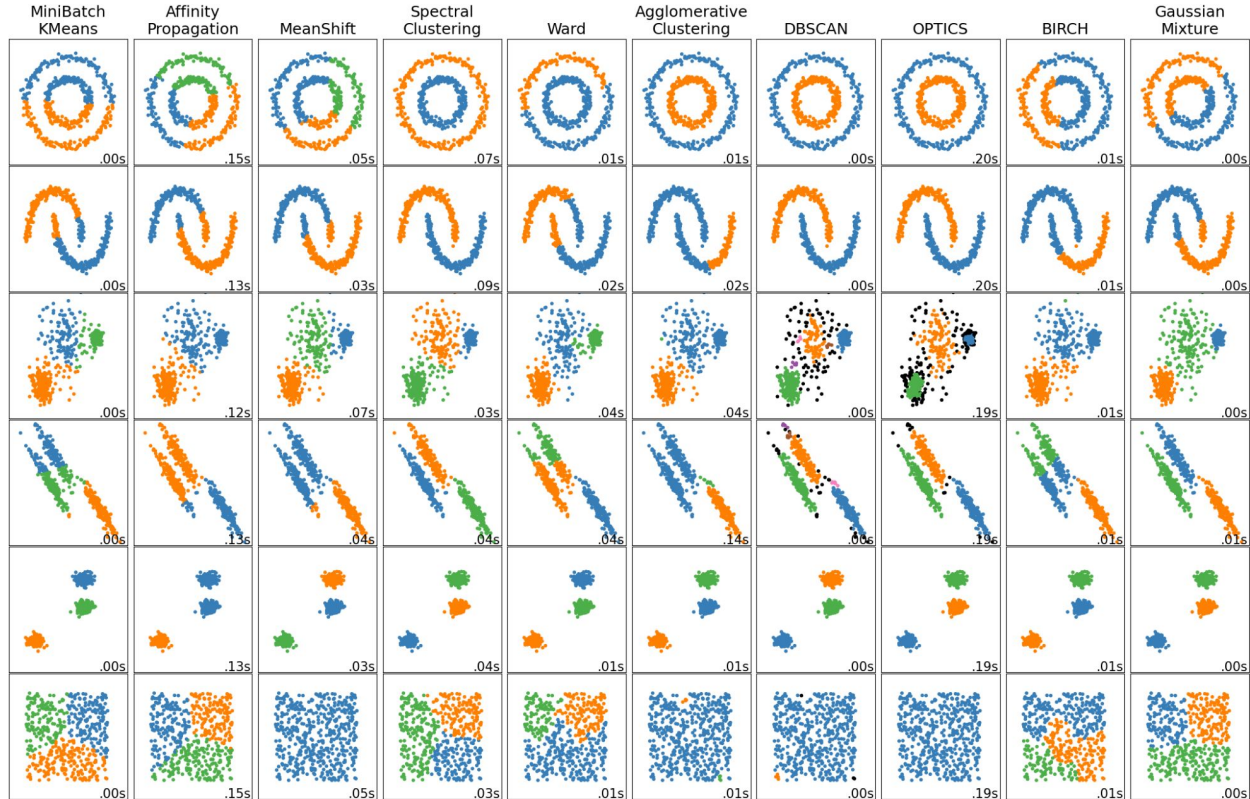 MiniBatch
KMeans
Affinity
Propagation
MeanShift
Spectral
Clustering
Ward
Agglomerative
Clustering
DBSCAN
OPTICS
BIRCH
Gaussian
Mixture
.00s .15s .05s .07s .01s .01s .00s .20s .01s .00s
.00s .13s .03s .09s .02s .02s .00s .20s .01s .00s
.00s .12s .07s .03s .04s .04s .00s .19s .01s .00s
.00s .13s .04s .04s .02s .14s .00s .19s .01s .01s
.00s .13s .03s .04s .01s .01s .00s .19s .01s .00s
.00s .15s .05s .03s .01s .01s .00s .19s .01s .00s